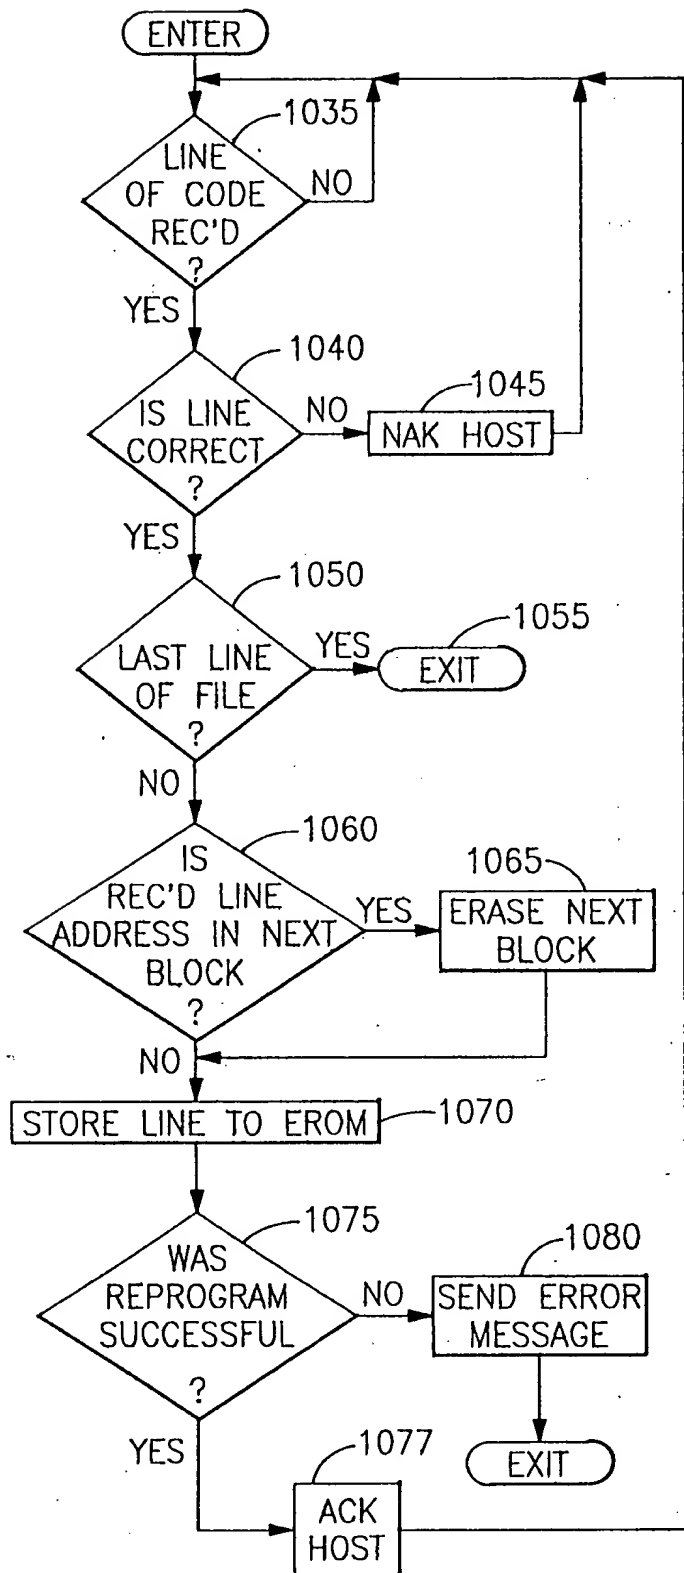 ENTER
1035
LINE
OF CODE
REC'D
?
NO
YES
1040
IS LINE
CORRECT
?
NO
1045
NAK HOST
YES
1050
LAST LINE
OF FILE
?
YES
1055
EXIT
NO
1060
IS
REC'D LINE
ADDRESS IN NEXT
BLOCK
?
YES
1065
ERASE NEXT
BLOCK
NO
STORE LINE TO EROM
1070
1075
WAS
REPROGRAM
SUCCESSFUL
?
NO
1080
SEND ERROR
MESSAGE
EXIT
YES
1077
ACK
HOST